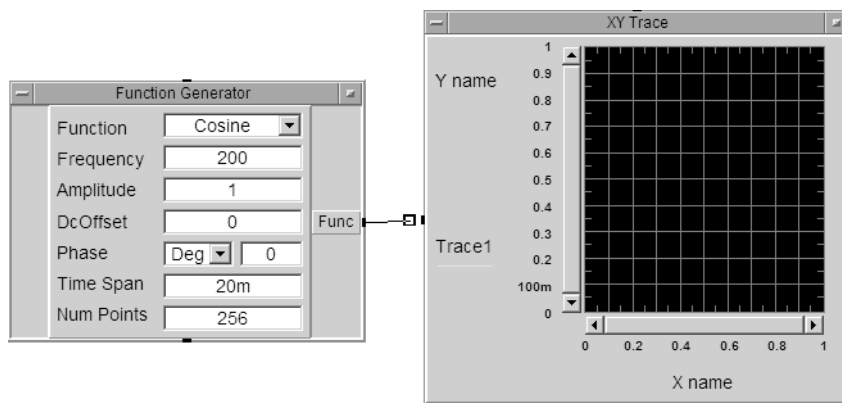 Function Generator
Function Cosine
Frequency 200
Amplitude 1
DcOffset 0
Phase Deg 0
Time Span 20m
Num Points 256
Func
XY Trace
Y name
Trace1
1
0.9
0.8
0.7
0.6
0.5
0.4
0.3
0.2
100m
0
0 0.2 0.4 0.6 0.8 1
X name